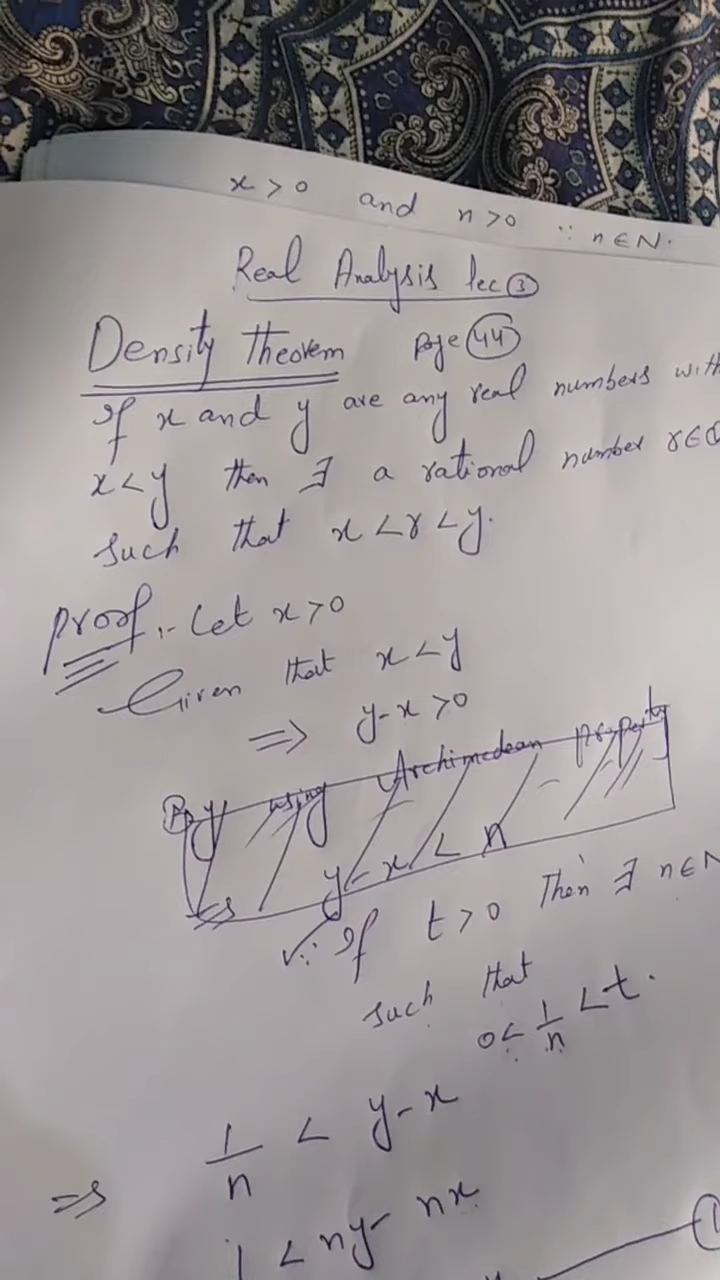 x > 0 and n > 0 ∵ n ∈ N.
Real Analysis lec ③
Density Theorem page 44
If x and y are any real numbers with
x < y then ∃ a rational number r ∈ Q
such that x < r < y.
Proof:- Let x > 0
Given that x < y
⇒ y - x > 0
By using Archimedean property
y - x < n
∵ If t > 0 Then ∃ n ∈ N
such that
0 < 1/n < t.
1/n < y - x
⇒ 1 < ny - nx
①